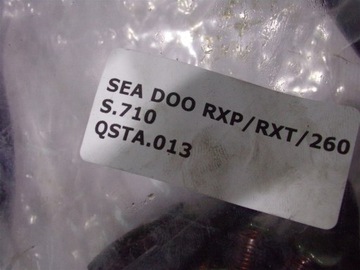 SEA DOO RXP/RXT/260
S.710
QSTA.013